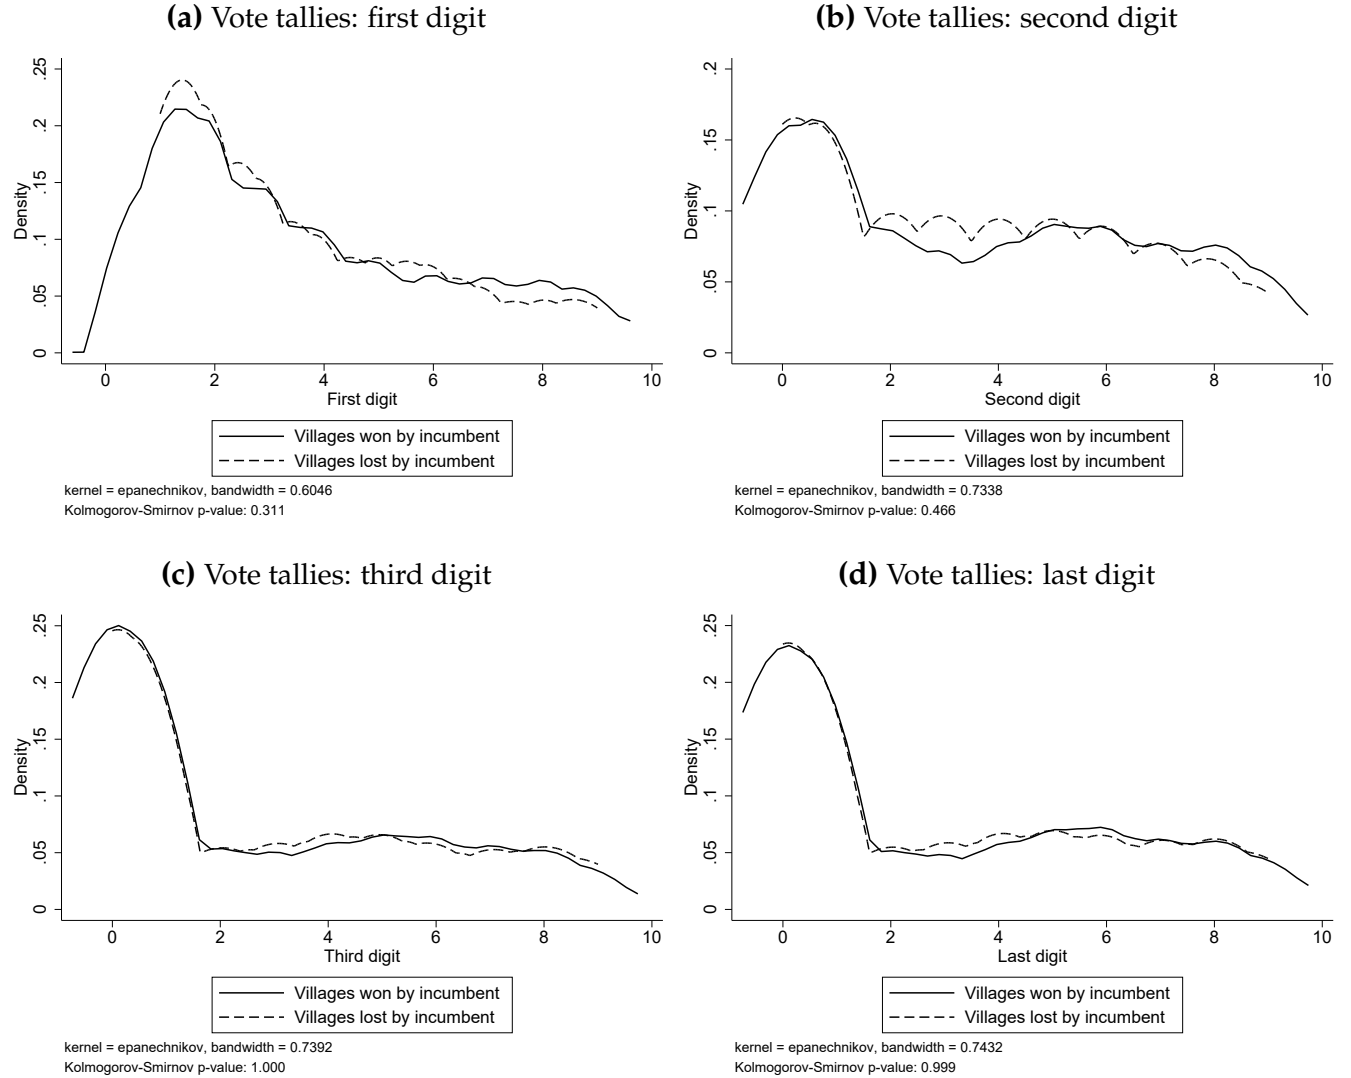 (a) Vote tallies: first digit
.25
.2
.15
.1
.05
0
Density
0 2 4 6 8 10
First digit
Villages won by incumbent
Villages lost by incumbent
kernel = epanechnikov, bandwidth = 0.6046
Kolmogorov-Smirnov p-value: 0.311
(b) Vote tallies: second digit
.2
.15
.1
.05
0
Density
0 2 4 6 8 10
Second digit
Villages won by incumbent
Villages lost by incumbent
kernel = epanechnikov, bandwidth = 0.7338
Kolmogorov-Smirnov p-value: 0.466
(c) Vote tallies: third digit
.25
.2
.15
.1
.05
0
Density
0 2 4 6 8 10
Third digit
Villages won by incumbent
Villages lost by incumbent
kernel = epanechnikov, bandwidth = 0.7392
Kolmogorov-Smirnov p-value: 1.000
(d) Vote tallies: last digit
.25
.2
.15
.1
.05
0
Density
0 2 4 6 8 10
Last digit
Villages won by incumbent
Villages lost by incumbent
kernel = epanechnikov, bandwidth = 0.7432
Kolmogorov-Smirnov p-value: 0.999